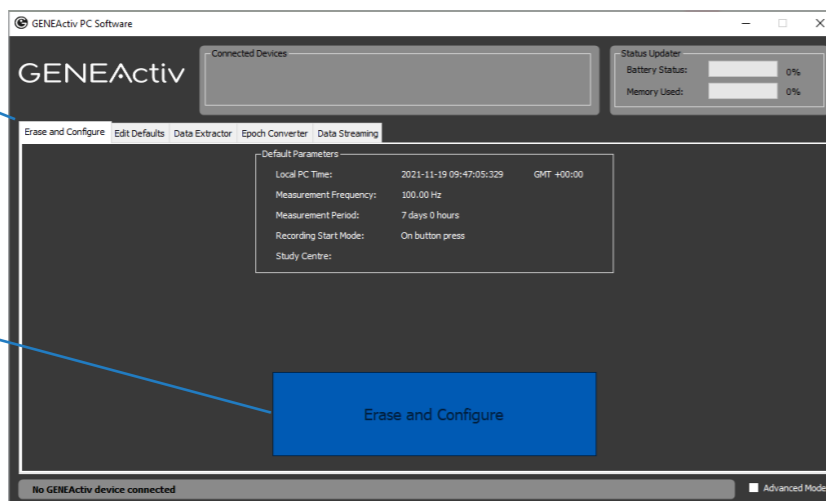 GENEActiv PC Software
GENEActiv
Connected Devices
Status Updater
Battery Status: 0%
Memory Used: 0%
Erase and Configure Edit Defaults Data Extractor Epoch Converter Data Streaming
Default Parameters
Local PC Time: 2021-11-19 09:47:05:329 GMT +00:00
Measurement Frequency: 100.00 Hz
Measurement Period: 7 days 0 hours
Recording Start Mode: On button press
Study Centre:
Erase and Configure
No GENEActiv device connected Advanced Mode